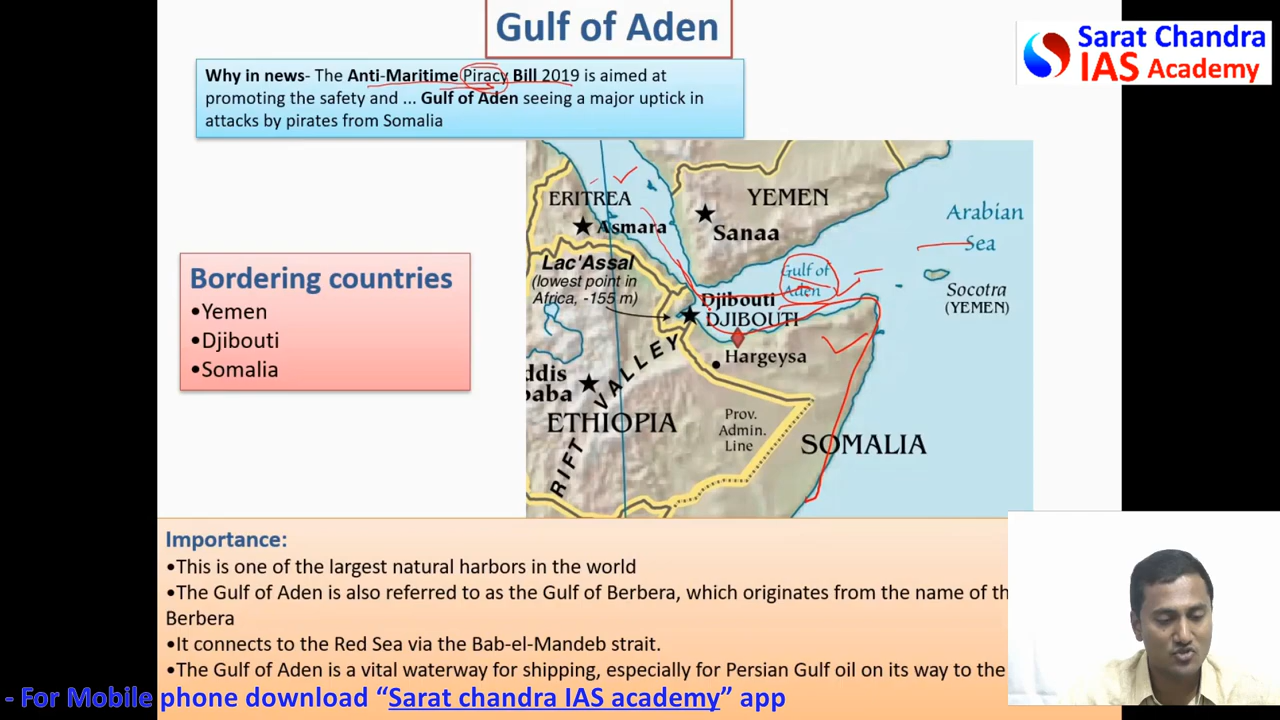 Gulf of Aden
Sarat Chandra
IAS Academy
Why in news- The Anti-Maritime Piracy Bill 2019 is aimed at
promoting the safety and ... Gulf of Aden seeing a major uptick in
attacks by pirates from Somalia
ERITREA
Asmara
YEMEN
Sanaa
Arabian
Sea
Lac'Assal
(lowest point in
Africa, -155 m)
Gulf of
Aden
Socotra
(YEMEN)
Djibouti
DJIBOUTI
Hargeysa
ddis
baba
RIFT VALLEY
ETHIOPIA
Prov.
Admin.
Line
SOMALIA
Bordering countries
•Yemen
•Djibouti
•Somalia
Importance:
•This is one of the largest natural harbors in the world
•The Gulf of Aden is also referred to as the Gulf of Berbera, which originates from the name of th
Berbera
•It connects to the Red Sea via the Bab-el-Mandeb strait.
•The Gulf of Aden is a vital waterway for shipping, especially for Persian Gulf oil on its way to the
- For Mobile phone download “Sarat chandra IAS academy” app